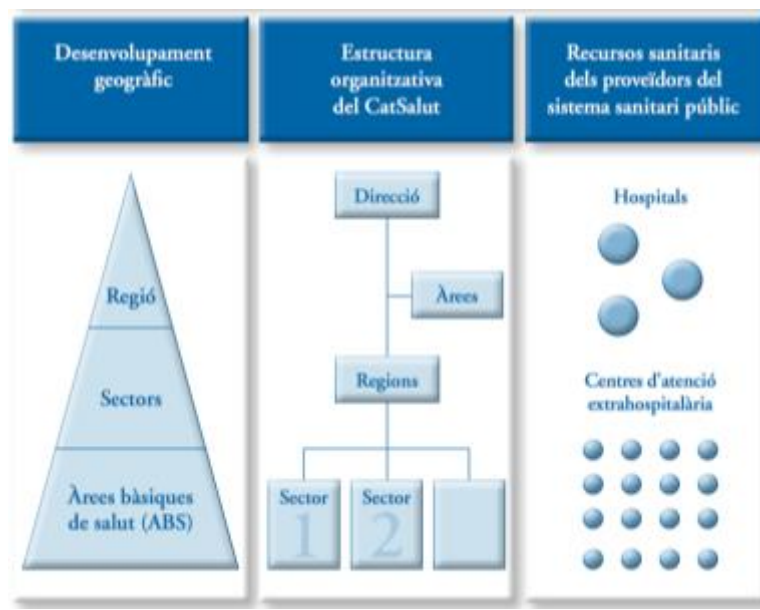 Desenvolupament
geogràfic
Estructura
organitzativa
del CatSalut
Recursos sanitaris
dels proveïdors del
sistema sanitari públic
Regió
Sectors
Àrees bàsiques
de salut (ABS)
Direcció
Àrees
Regions
Sector
1
Sector
2
Hospitals
Centres d'atenció
extrahospitalària